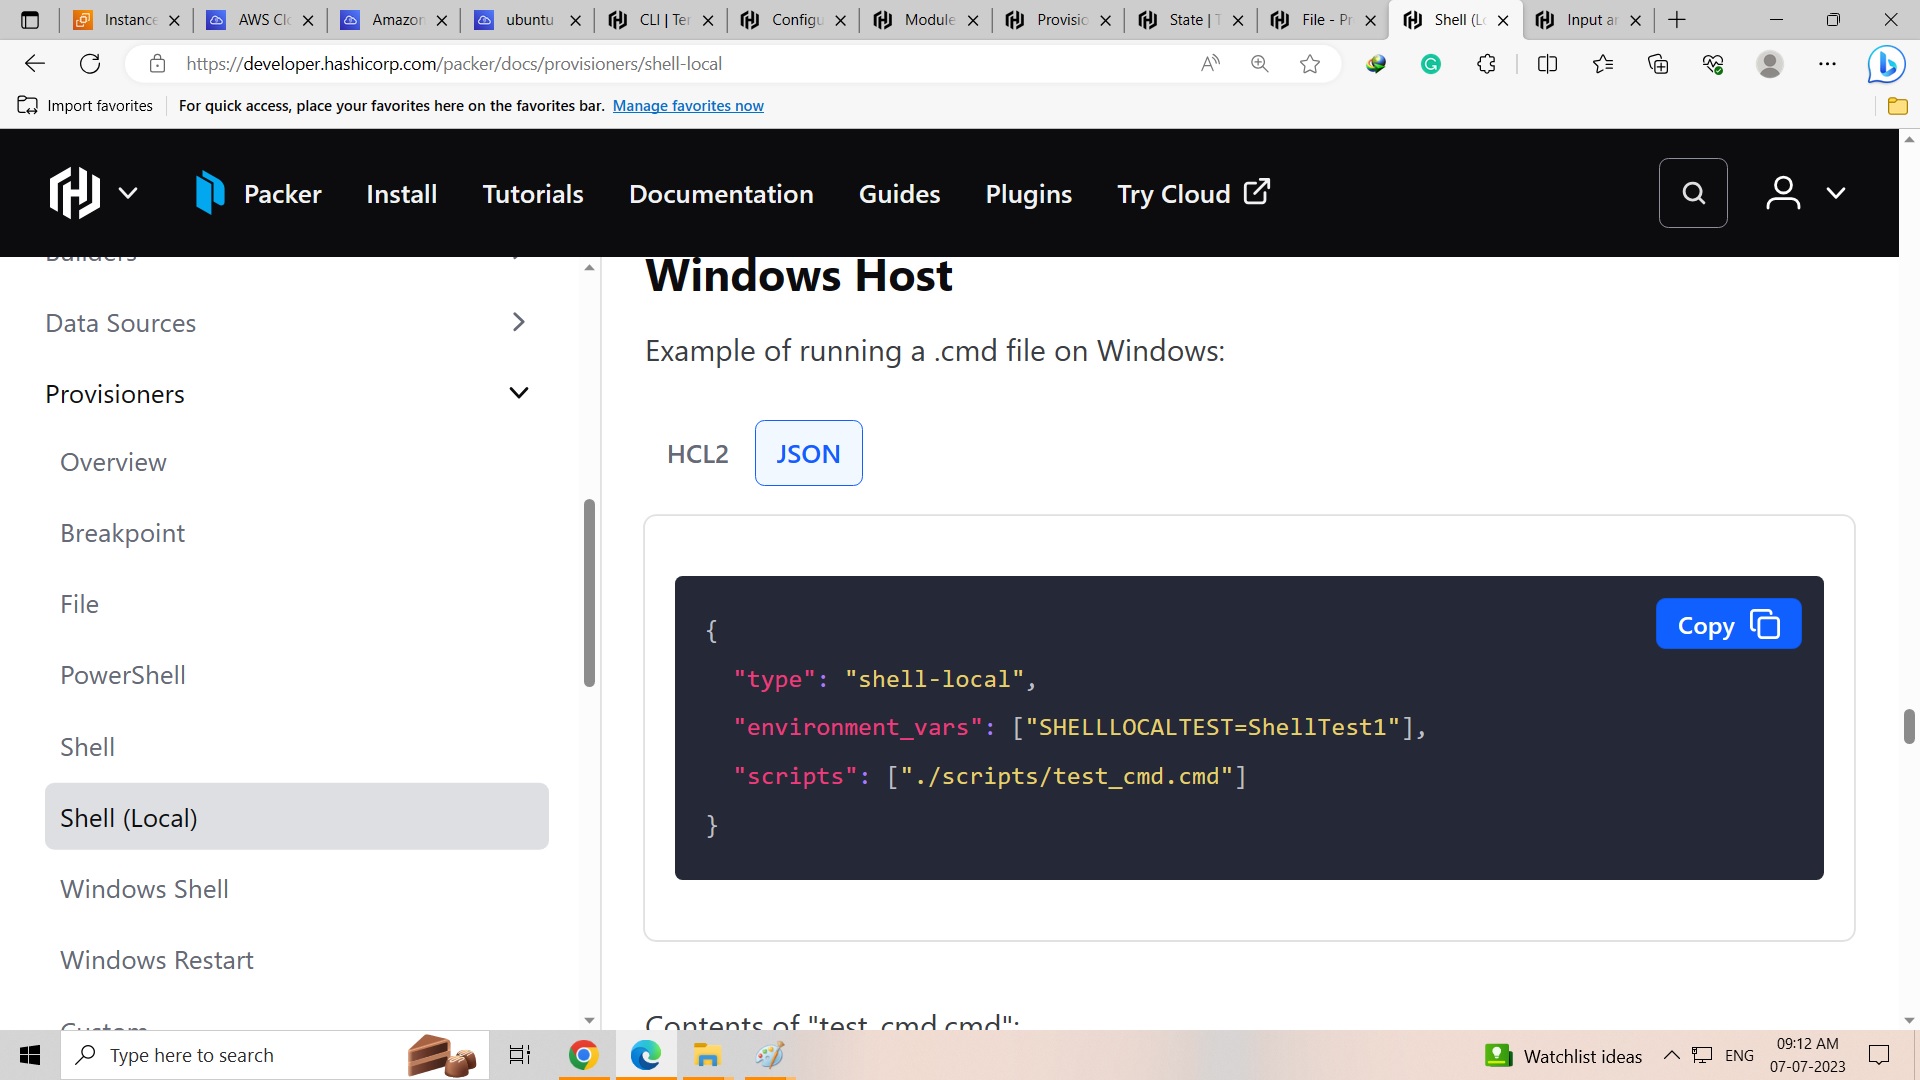 Instance
AWS Cl
Amazon
ubuntu
CLI | Ter
Configu
Module
Provisio
State | T
File - Pr
Shell (Lo
Input a
https://developer.hashicorp.com/packer/docs/provisioners/shell-local
Import favorites
For quick access, place your favorites here on the favorites bar. Manage favorites now
Packer
Install
Tutorials
Documentation
Guides
Plugins
Try Cloud
Builders
Data Sources
Provisioners
Overview
Breakpoint
File
PowerShell
Shell
Shell (Local)
Windows Shell
Windows Restart
Custom
Windows Host
Example of running a .cmd file on Windows:
HCL2
JSON
Copy
{
"type": "shell-local",
"environment_vars": ["SHELLLOCALTEST=ShellTest1"],
"scripts": ["./scripts/test_cmd.cmd"]
}
Contents of "test_cmd.cmd":
Type here to search
Watchlist ideas
ENG
09:12 AM
07-07-2023